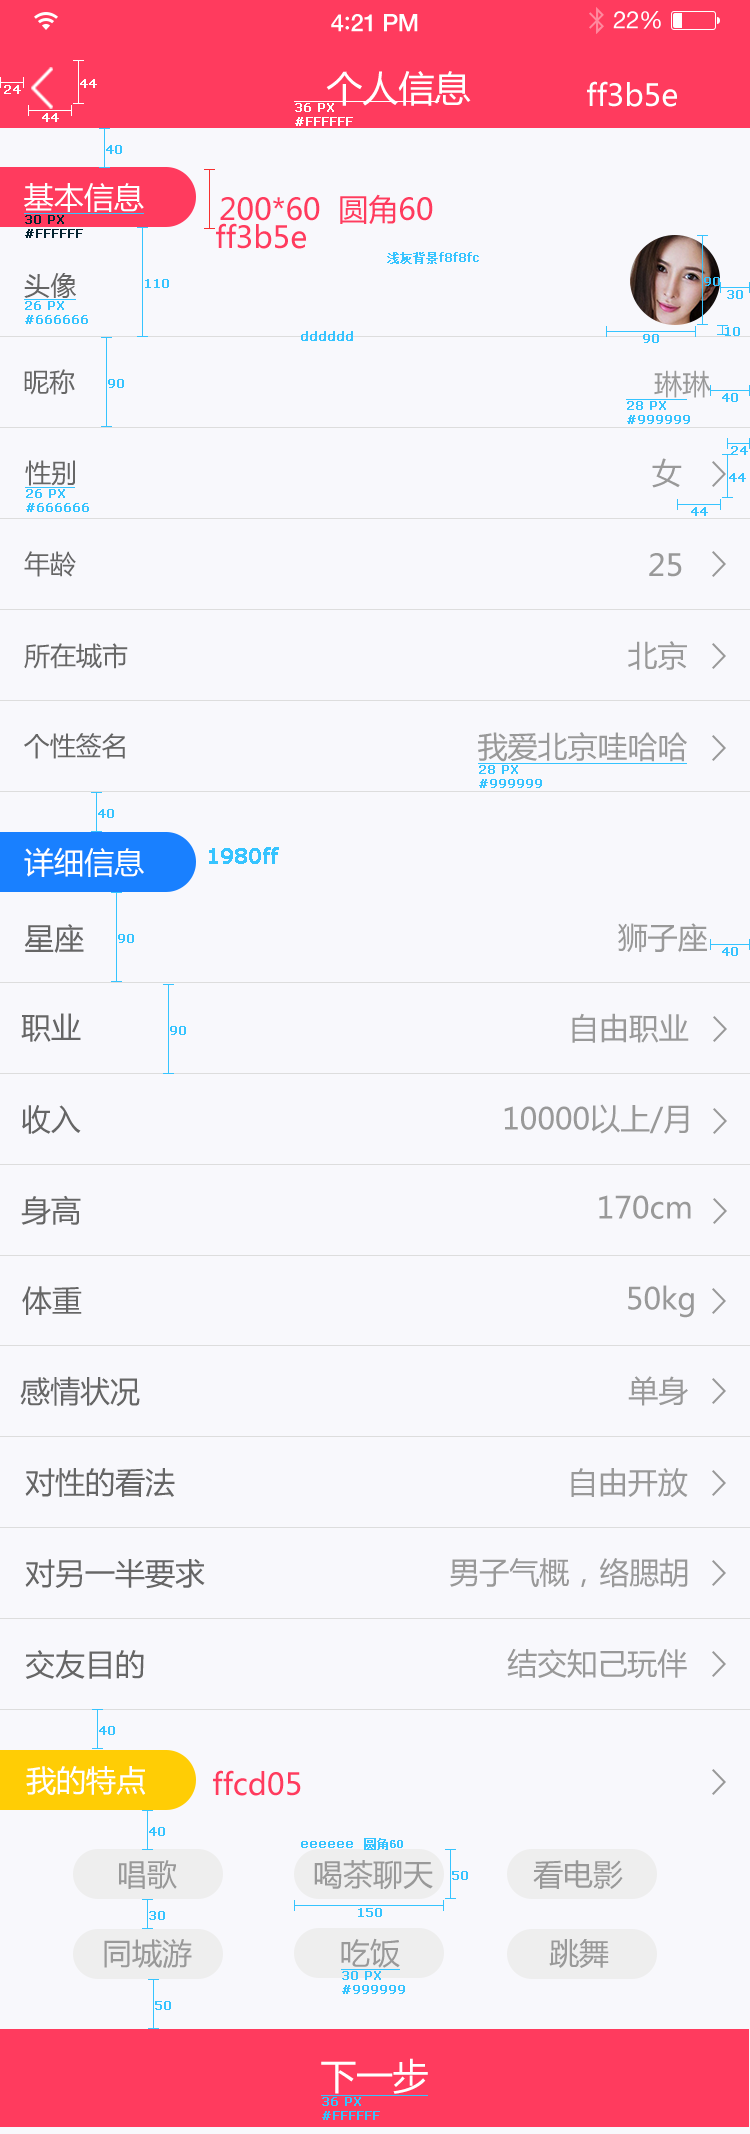 4:21 PM 22%
44
24
44
个人信息
36 PX
#FFFFFF
ff3b5e
40
基本信息
30 PX
#FFFFFF
200*60 圆角60
ff3b5e
浅灰背景f8f8fc
头像
26 PX
#666666
110
90
30
10
90
dddddd
昵称
90
琳琳
28 PX
#999999
40
性别
26 PX
#666666
女
24
44
44
年龄
25
所在城市
北京
个性签名
我爱北京哇哈哈
28 PX
#999999
40
详细信息
1980ff
星座
90
狮子座
40
职业
90
自由职业
收入
10000以上/月
身高
170cm
体重
50kg
感情状况
单身
对性的看法
自由开放
对另一半要求
男子气概，络腮胡
交友目的
结交知己玩伴
40
我的特点
ffcd05
40
eeeeee 圆角60
唱歌
喝茶聊天
50
看电影
150
30
同城游
吃饭
30 PX
#999999
跳舞
50
下一步
36 PX
#FFFFFF